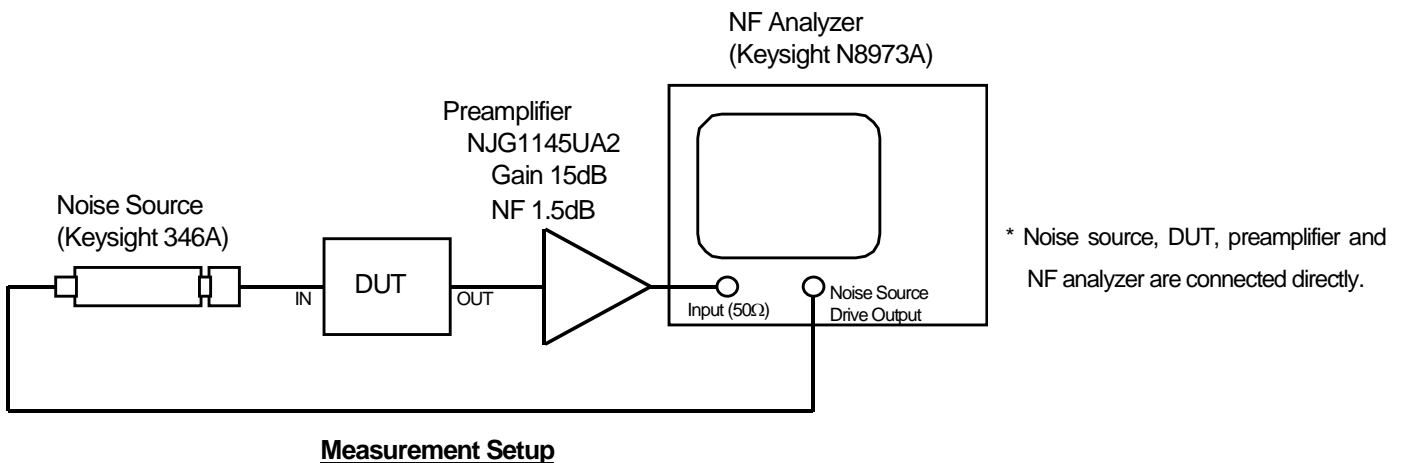 NF Analyzer
(Keysight N8973A)
Preamplifier
NJG1145UA2
Gain 15dB
NF 1.5dB
Noise Source
(Keysight 346A)
* Noise source, DUT, preamplifier and
NF analyzer are connected directly.
DUT
IN
OUT
Input (50Ω)
Noise Source
Drive Output
Measurement Setup